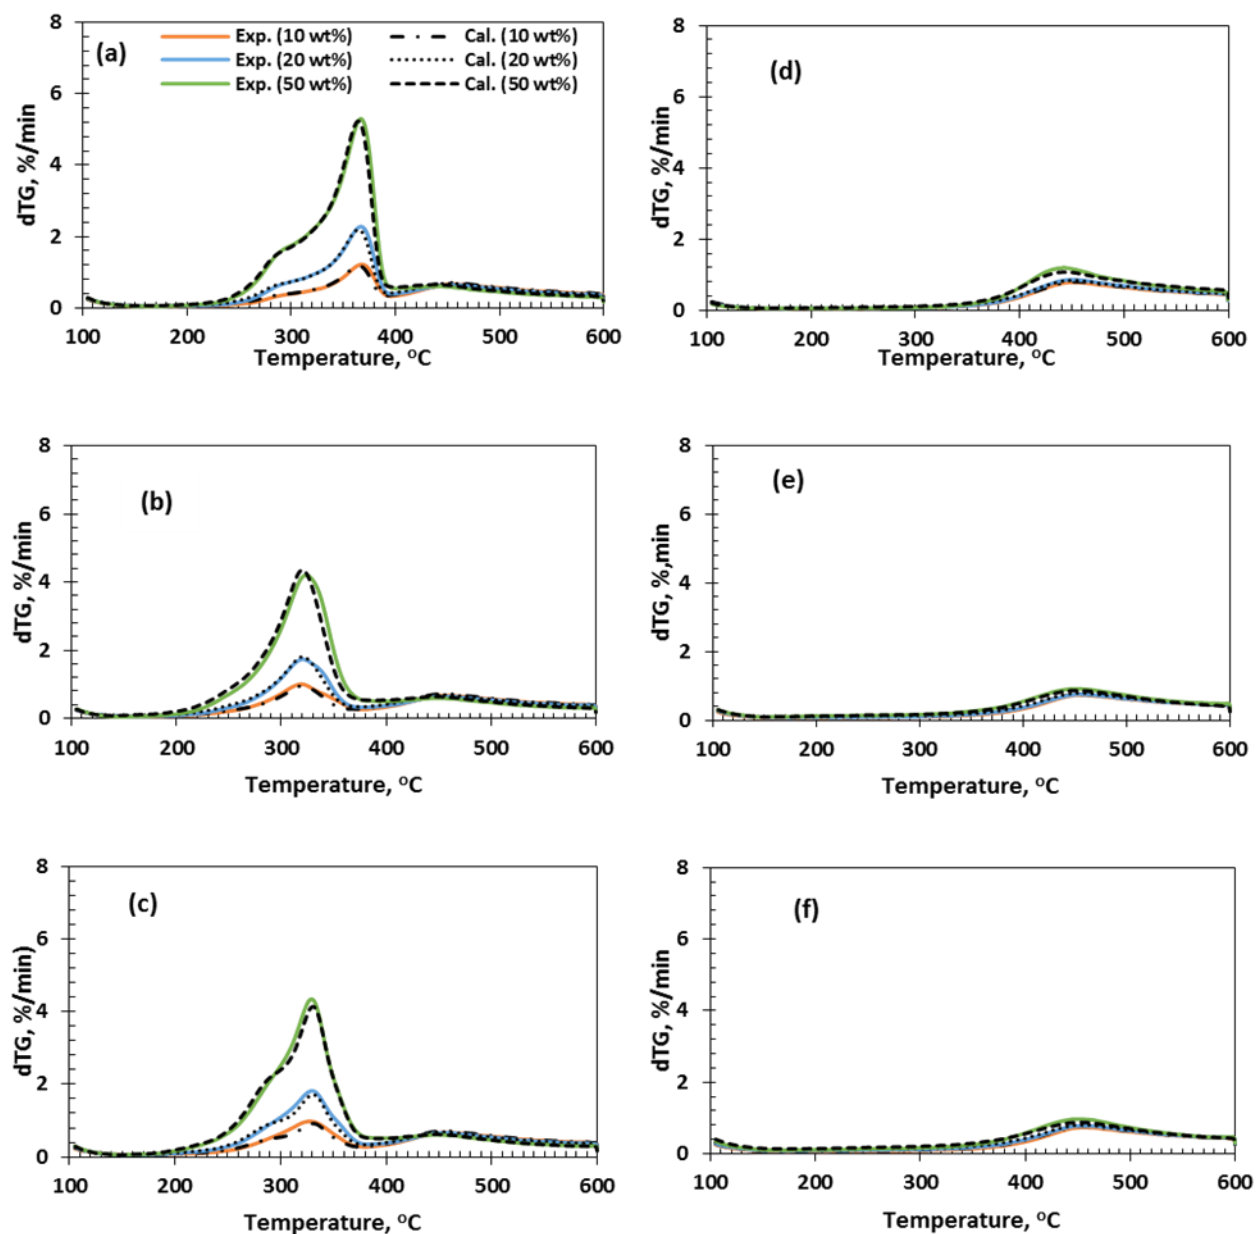 (a)
Exp. (10 wt%) Cal. (10 wt%)
Exp. (20 wt%) Cal. (20 wt%)
Exp. (50 wt%) Cal. (50 wt%)
dTG, %/min
8
6
4
2
0
100 200 300 400 500 600
Temperature, °C
(d)
dTG, %/min
8
6
4
2
0
100 200 300 400 500 600
Temperature, °C
(b)
dTG, %/min
8
6
4
2
0
100 200 300 400 500 600
Temperature, °C
(e)
dTG, %,min
8
6
4
2
0
100 200 300 400 500 600
Temperature, °C
(c)
dTG, %/min)
8
6
4
2
0
100 200 300 400 500 600
Temperature, °C
(f)
dTG, %/min
8
6
4
2
0
100 200 300 400 500 600
Temperature, °C